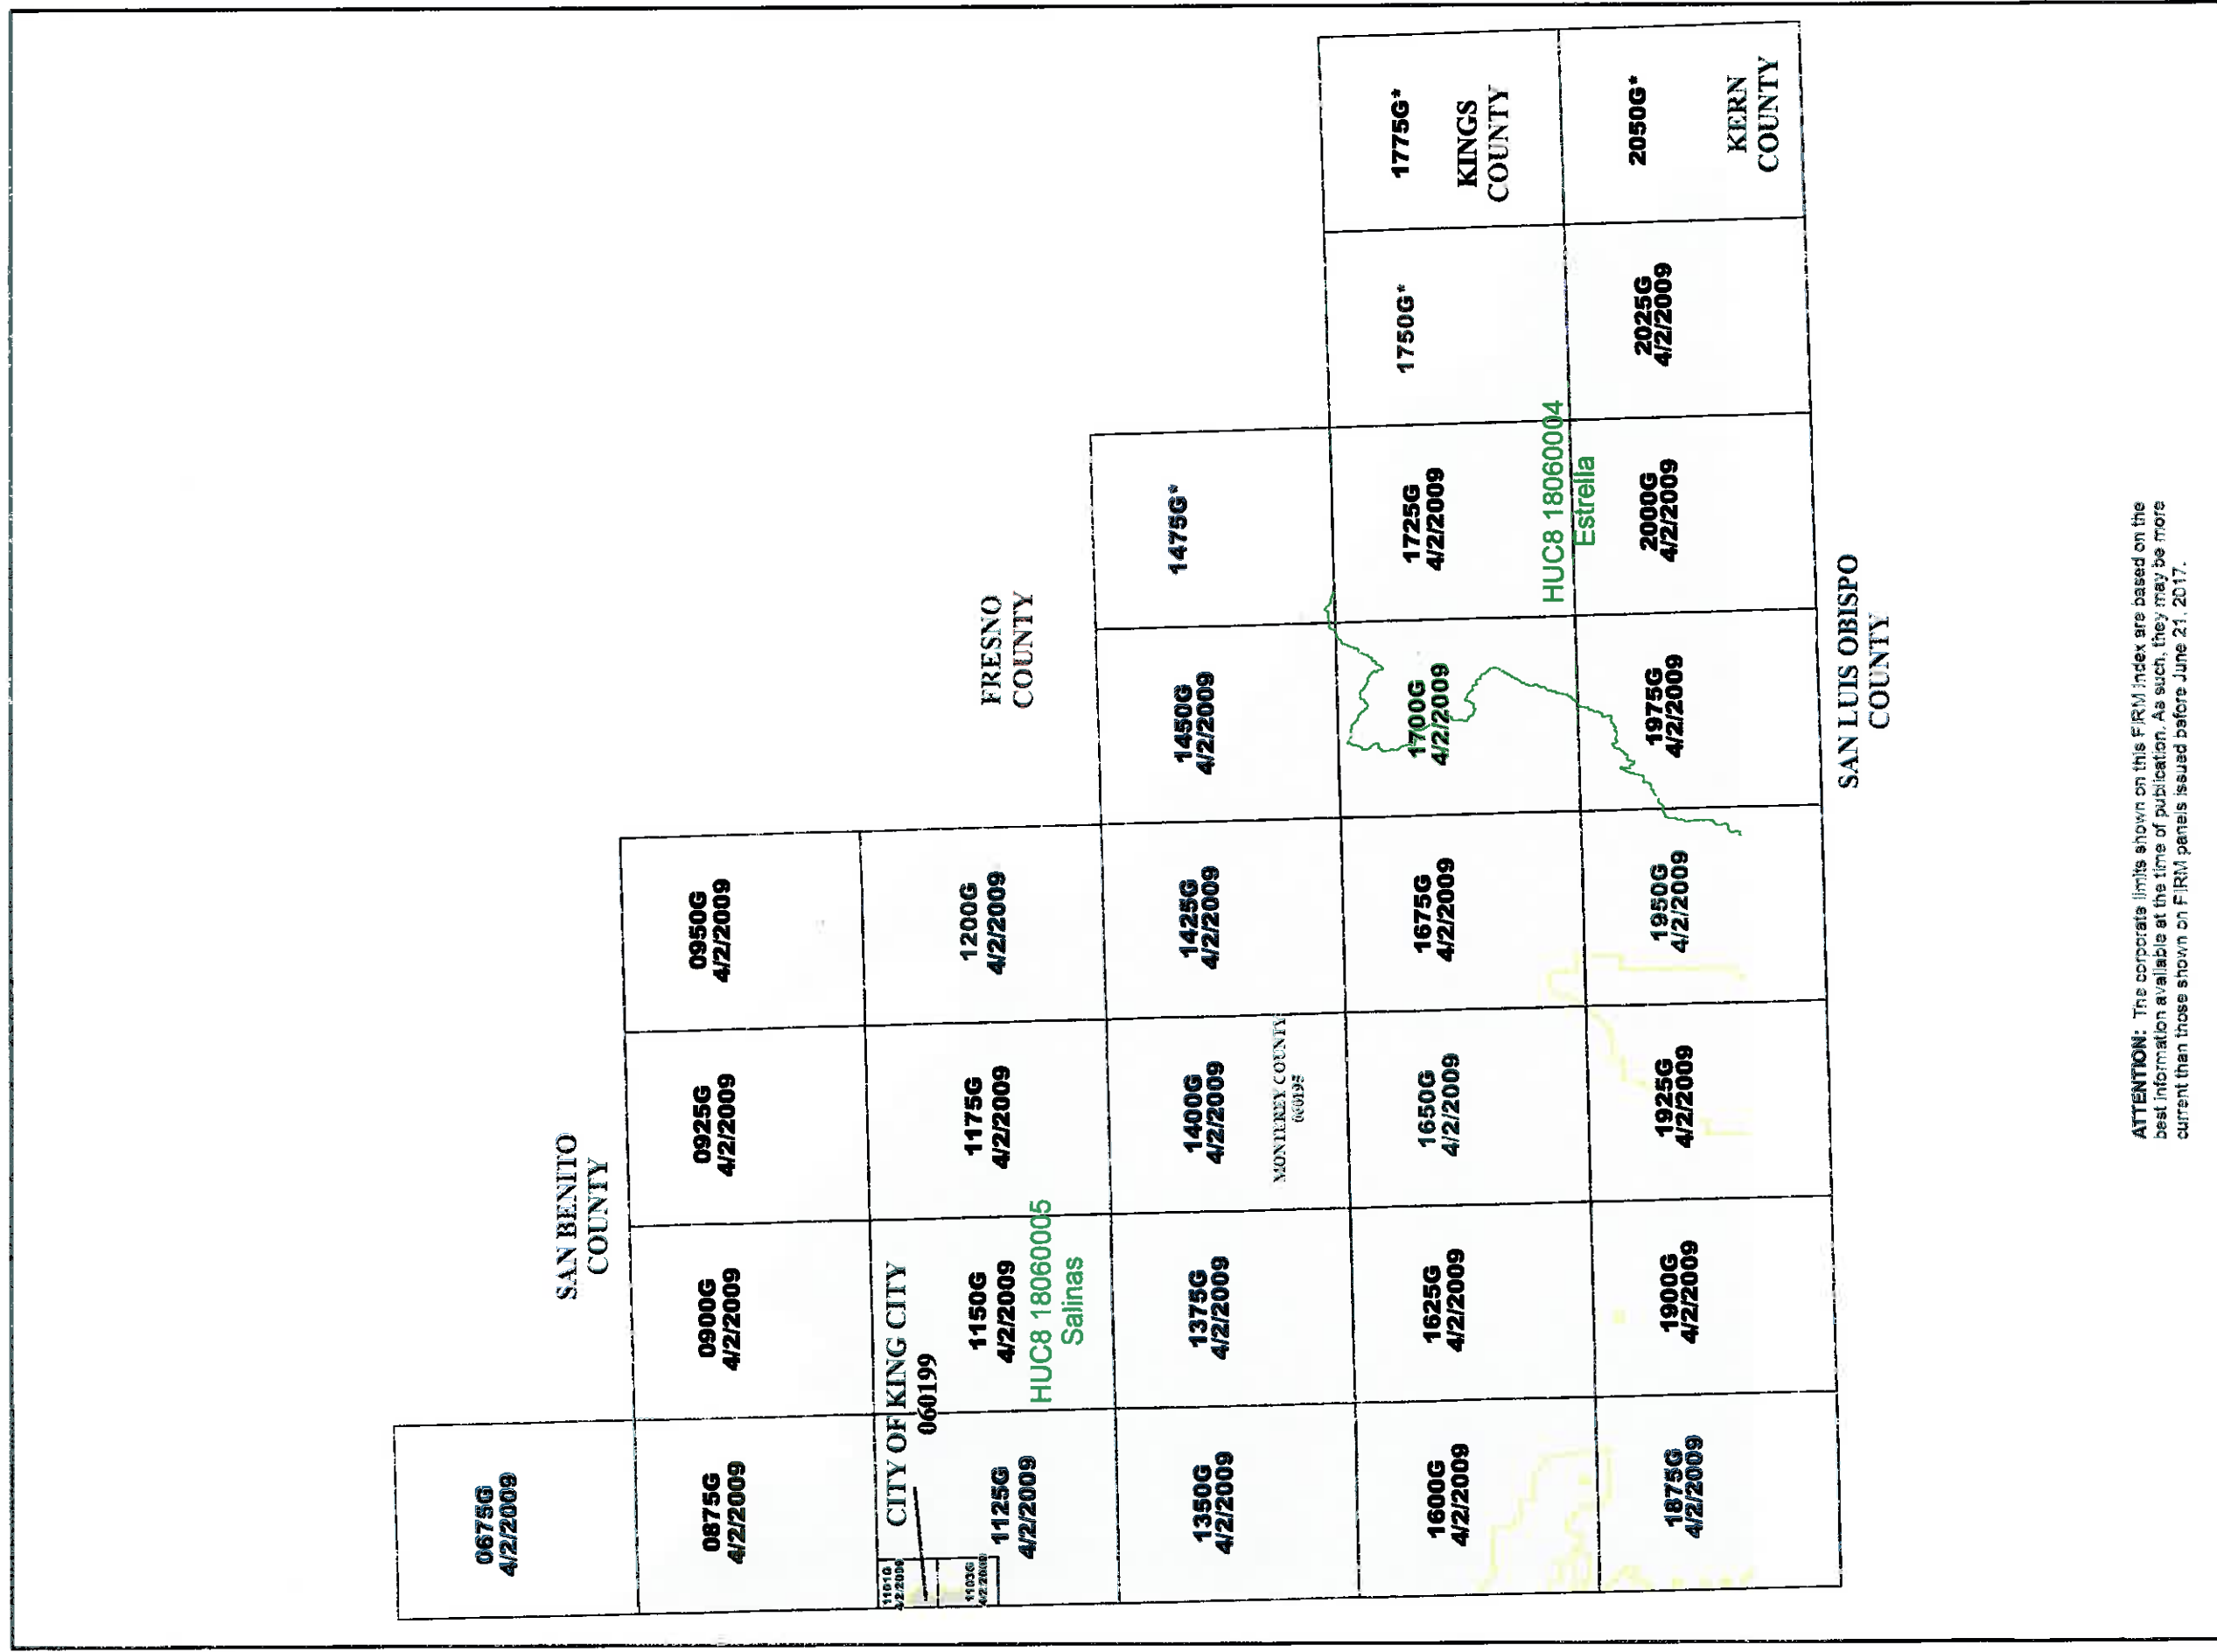 0675G
4/2/2009
SAN BENITO
COUNTY
0875G
4/2/2009
0900G
4/2/2009
0925G
4/2/2009
0950G
4/2/2009
CITY OF KING CITY
060199
1101G
4/2/2009
1103G
4/2/2009
1125G
4/2/2009
1150G
4/2/2009
HUC8 18060005
Salinas
1175G
4/2/2009
1200G
4/2/2009
FRESNO
COUNTY
1350G
4/2/2009
1375G
4/2/2009
1400G
4/2/2009
MONTEREY COUNTY
060195
1425G
4/2/2009
1450G
4/2/2009
1475G*
1600G
4/2/2009
1625G
4/2/2009
1650G
4/2/2009
1675G
4/2/2009
1700G
4/2/2009
1725G
4/2/2009
1750G*
1775G*
KINGS
COUNTY
HUC8 18060004
Estrella
1875G
4/2/2009
1900G
4/2/2009
1925G
4/2/2009
1950G
4/2/2009
1975G
4/2/2009
2000G
4/2/2009
2025G
4/2/2009
2050G*
KERN
COUNTY
SAN LUIS OBISPO
COUNTY
ATTENTION: The corporate limits shown on this FIRM Index are based on the
best information available at the time of publication. As such, they may be more
current than those shown on FIRM panels issued before June 21, 2017.